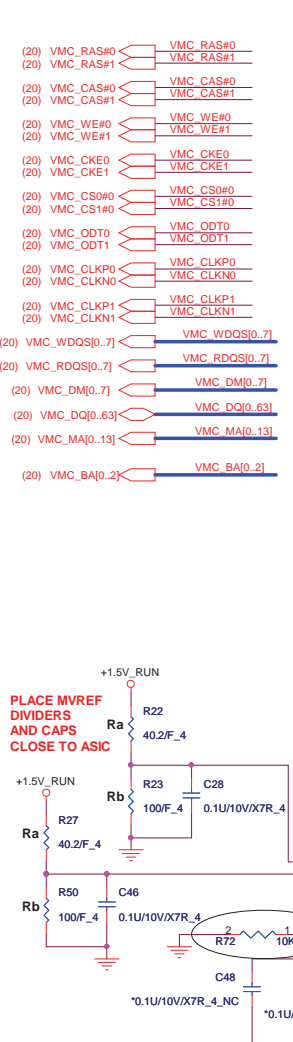 (20) VMC_RAS#0 VMC_RAS#0
(20) VMC_RAS#1 VMC_RAS#1
(20) VMC_CAS#0 VMC_CAS#0
(20) VMC_CAS#1 VMC_CAS#1
(20) VMC_WE#0 VMC_WE#0
(20) VMC_WE#1 VMC_WE#1
(20) VMC_CKE0 VMC_CKE0
(20) VMC_CKE1 VMC_CKE1
(20) VMC_CS0#0 VMC_CS0#0
(20) VMC_CS1#0 VMC_CS1#0
(20) VMC_ODT0 VMC_ODT0
(20) VMC_ODT1 VMC_ODT1
(20) VMC_CLKP0 VMC_CLKP0
(20) VMC_CLKN0 VMC_CLKN0
(20) VMC_CLKP1 VMC_CLKP1
(20) VMC_CLKN1 VMC_CLKN1
(20) VMC_WDQS[0..7] VMC_WDQS[0..7]
(20) VMC_RDQS[0..7] VMC_RDQS[0..7]
(20) VMC_DM[0..7] VMC_DM[0..7]
(20) VMC_DQ[0..63] VMC_DQ[0..63]
(20) VMC_MA[0..13] VMC_MA[0..13]
(20) VMC_BA[0..2] VMC_BA[0..2]
+1.5V_RUN
PLACE MVREF
DIVIDERS
AND CAPS
CLOSE TO ASIC
Ra
R22
40.2/F_4
+1.5V_RUN
Rb
R23
100/F_4
C28
0.1U/10V/X7R_4
Ra
R27
40.2/F_4
Rb
R50
100/F_4
C46
0.1U/10V/X7R_4
2 1
R72 10K
C48
*0.1U/10V/X7R_4_NC
*0.1U/